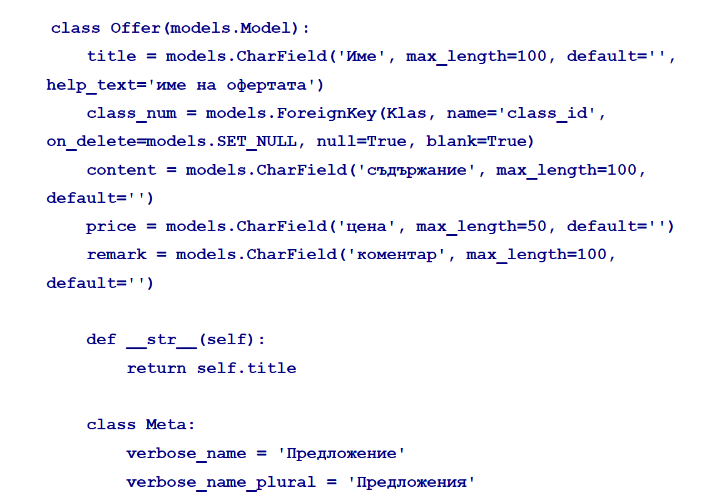 class Offer(models.Model):
    title = models.CharField('Име', max_length=100, default='',
help_text='име на офертата')
    class_num = models.ForeignKey(Klas, name='class_id',
on_delete=models.SET_NULL, null=True, blank=True)
    content = models.CharField('съдържание', max_length=100,
default='')
    price = models.CharField('цена', max_length=50, default='')
    remark = models.CharField('коментар', max_length=100,
default='')
    def __str__(self):
        return self.title
    class Meta:
        verbose_name = 'Предложение'
        verbose_name_plural = 'Предложения'